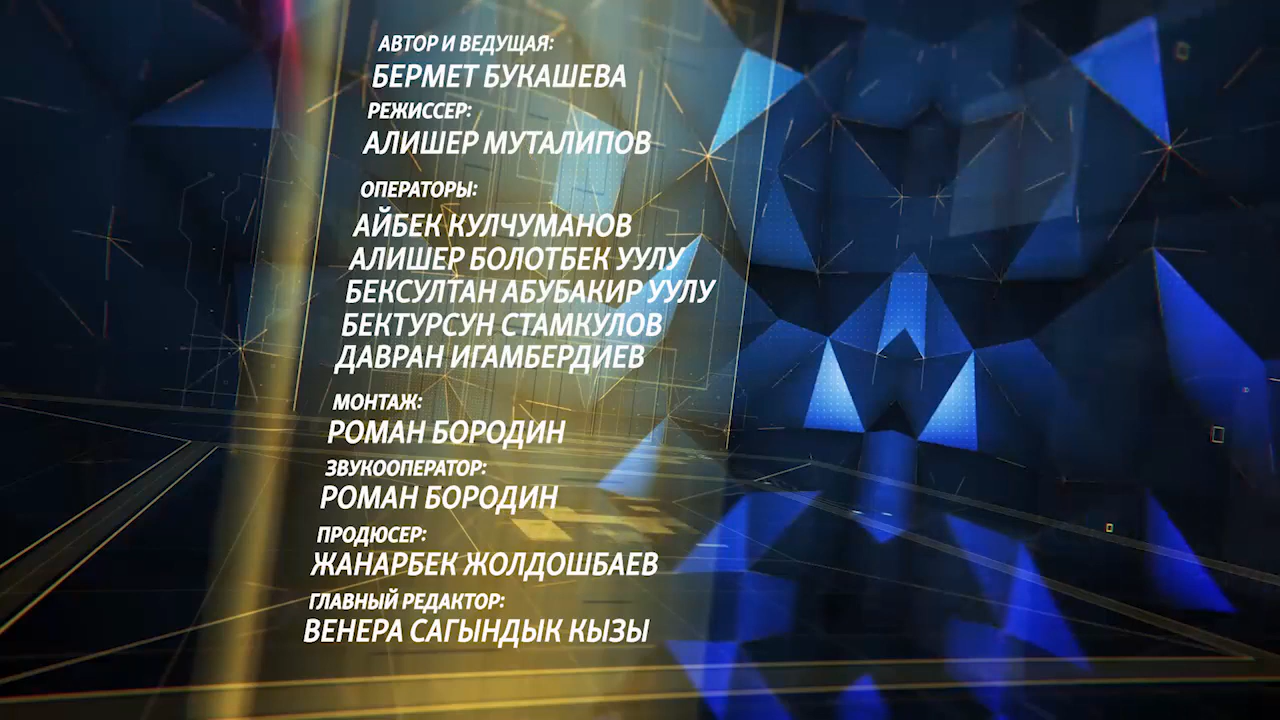 АВТОР И ВЕДУЩАЯ:
БЕРМЕТ БУКАШЕВА
РЕЖИССЕР:
АЛИШЕР МУТАЛИПОВ
ОПЕРАТОРЫ:
АЙБЕК КУЛЧУМАНОВ
АЛИШЕР БОЛОТБЕК УУЛУ
БЕКСУЛТАН АБУБАКИР УУЛУ
БЕКТУРСУН СТАМКУЛОВ
ДАВРАН ИГАМБЕРДИЕВ
МОНТАЖ:
РОМАН БОРОДИН
ЗВУКООПЕРАТОР:
РОМАН БОРОДИН
ПРОДЮСЕР:
ЖАНАРБЕК ЖОЛДОШБАЕВ
ГЛАВНЫЙ РЕДАКТОР:
ВЕНЕРА САГЫНДЫК КЫЗЫ